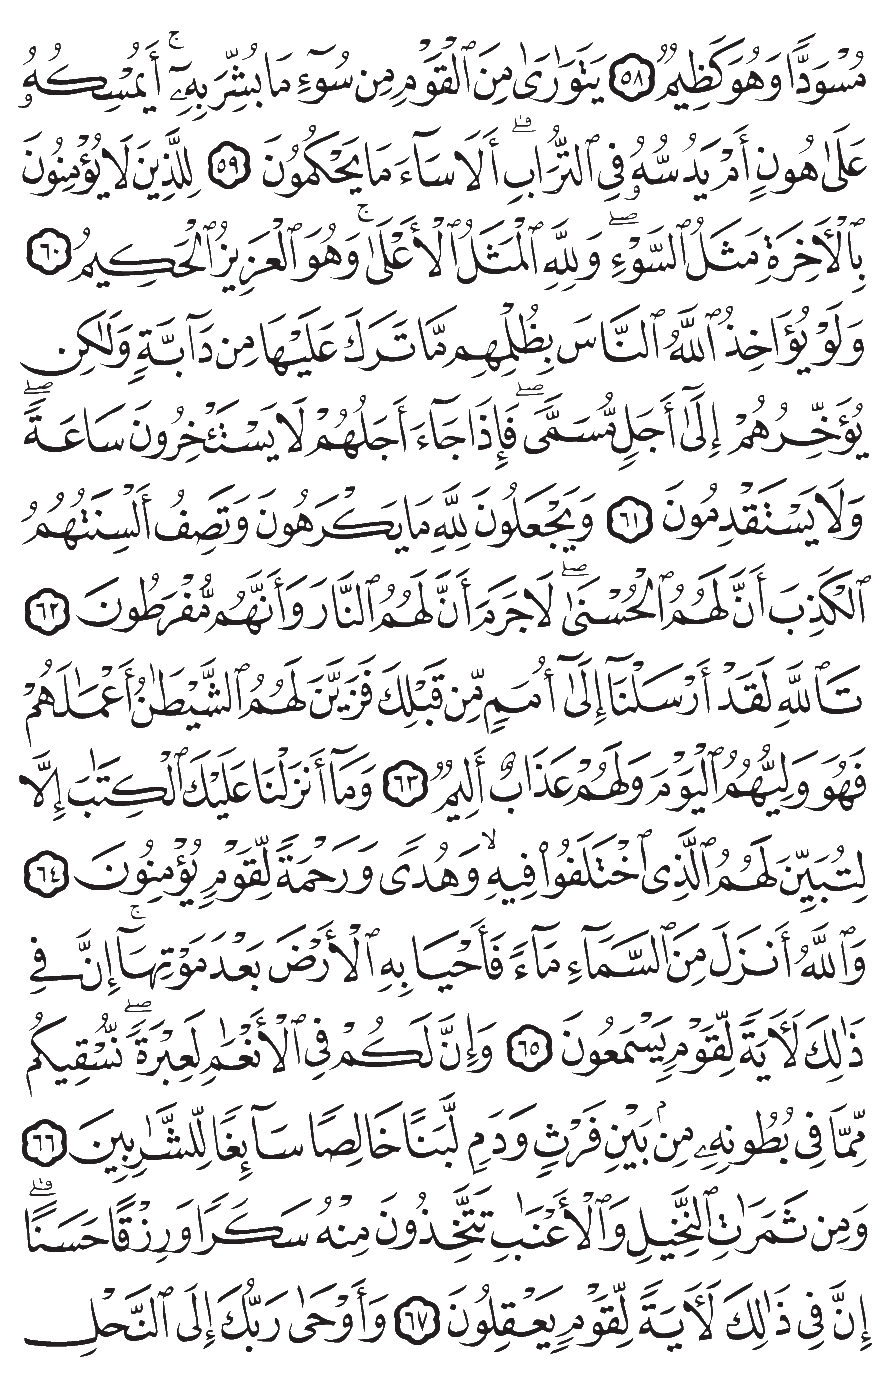 مُسْوَدًّا وَهُوَ كَظِيمٌ ٥٨ يَتَوَٰرَىٰ مِنَ ٱلْقَوْمِ مِن سُوٓءِ مَا بُشِّرَ بِهِۦٓ ۚ أَيُمْسِكُهُۥ
عَلَىٰ هُونٍ أَمْ يَدُسُّهُۥ فِي ٱلتُّرَابِ ۗ أَلَا سَآءَ مَا يَحْكُمُونَ ٥٩ لِلَّذِينَ لَا يُؤْمِنُونَ
بِٱلْأَخِرَةِ مَثَلُ ٱلسَّوْءِ ۖ وَلِلَّهِ ٱلْمَثَلُ ٱلْأَعْلَىٰ ۚ وَهُوَ ٱلْعَزِيزُ ٱلْحَكِيمُ ٦٠
وَلَوْ يُؤَاخِذُ ٱللَّهُ ٱلنَّاسَ بِظُلْمِهِم مَّا تَرَكَ عَلَيْهَا مِن دَآبَّةٍ وَلَٰكِن
يُؤَخِّرُهُمْ إِلَىٰٓ أَجَلٍ مُّسَمًّى ۖ فَإِذَا جَآءَ أَجَلُهُمْ لَا يَسْتَـْٔخِرُونَ سَاعَةً ۖ
وَلَا يَسْتَقْدِمُونَ ٦١ وَيَجْعَلُونَ لِلَّهِ مَا يَكْرَهُونَ وَتَصِفُ أَلْسِنَتُهُمُ
ٱلْكَذِبَ أَنَّ لَهُمُ ٱلْحُسْنَىٰ ۖ لَا جَرَمَ أَنَّ لَهُمُ ٱلنَّارَ وَأَنَّهُم مُّفْرَطُونَ ٦٢
تَٱللَّهِ لَقَدْ أَرْسَلْنَآ إِلَىٰٓ أُمَمٍ مِّن قَبْلِكَ فَزَيَّنَ لَهُمُ ٱلشَّيْطَٰنُ أَعْمَٰلَهُمْ
فَهُوَ وَلِيُّهُمُ ٱلْيَوْمَ وَلَهُمْ عَذَابٌ أَلِيمٌ ٦٣ وَمَآ أَنزَلْنَا عَلَيْكَ ٱلْكِتَٰبَ إِلَّا
لِتُبَيِّنَ لَهُمُ ٱلَّذِي ٱخْتَلَفُوا۟ فِيهِ ۙ وَهُدًى وَرَحْمَةً لِّقَوْمٍ يُؤْمِنُونَ ٦٤
وَٱللَّهُ أَنزَلَ مِنَ ٱلسَّمَآءِ مَآءً فَأَحْيَا بِهِ ٱلْأَرْضَ بَعْدَ مَوْتِهَآ ۚ إِنَّ فِي
ذَٰلِكَ لَأَيَةً لِّقَوْمٍ يَسْمَعُونَ ٦٥ وَإِنَّ لَكُمْ فِي ٱلْأَنْعَٰمِ لَعِبْرَةً ۖ نُّسْقِيكُم
مِّمَّا فِي بُطُونِهِۦ مِنۢ بَيْنِ فَرْثٍ وَدَمٍ لَّبَنًا خَالِصًا سَآئِغًا لِّلشَّٰرِبِينَ ٦٦
وَمِن ثَمَرَٰتِ ٱلنَّخِيلِ وَٱلْأَعْنَٰبِ تَتَّخِذُونَ مِنْهُ سَكَرًا وَرِزْقًا حَسَنًا ۗ
إِنَّ فِي ذَٰلِكَ لَأَيَةً لِّقَوْمٍ يَعْقِلُونَ ٦٧ وَأَوْحَىٰ رَبُّكَ إِلَى ٱلنَّحْلِ